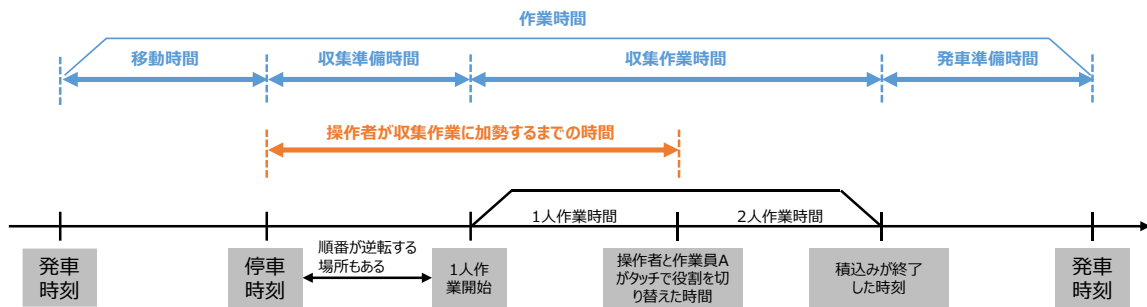 作業時間
移動時間
収集準備時間
収集作業時間
発車準備時間
操作者が収集作業に加勢するまでの時間
1人作業時間
2人作業時間
発車
時刻
停車
時刻
順番が逆転する
場所もある
1人作
業開始
操作者と作業員A
がタッチで役割を切
り替えた時間
積込みが終了
した時刻
発車
時刻